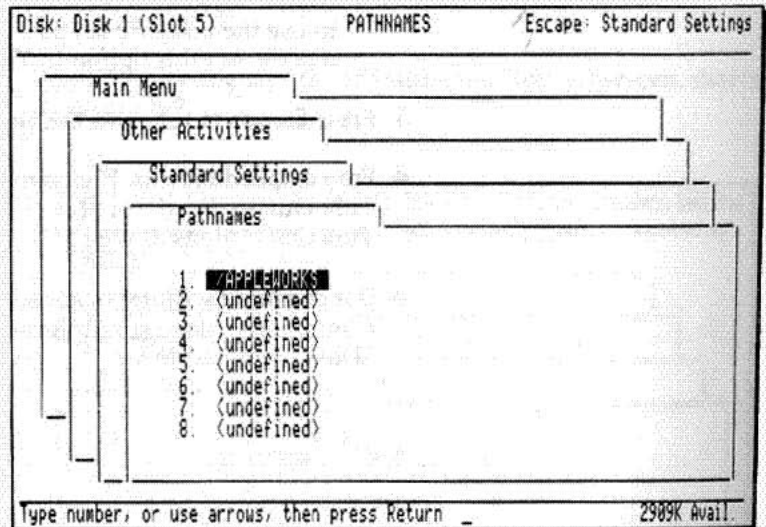 Disk: Disk 1 (Slot 5) PATHNAMES Escape: Standard Settings
Main Menu
Other Activities
Standard Settings
Pathnames
1. /APPLEWORKS
2. <undefined>
3. <undefined>
4. <undefined>
5. <undefined>
6. <undefined>
7. <undefined>
8. <undefined>
Type number, or use arrows, then press Return _ 2909K Avail.